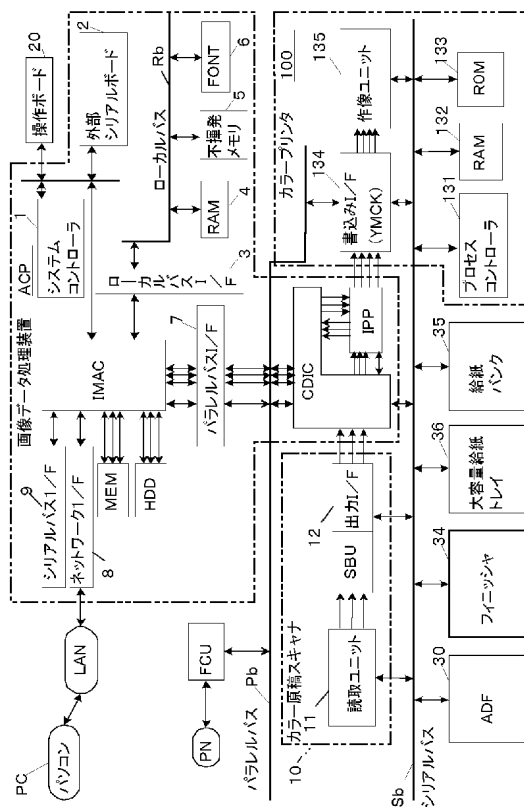 PC
パソコン
LAN
PN
FCU
9
シリアルバスI/F
ネットワークI/F
8
画像データ処理装置
MEM
HDD
IMAC
ACP
1
システム
コントローラ
20
操作ボード
2
外部
シリアルボード
ローカルバス
Rb
ローカルバスI/F
3
RAM
4
不揮発
メモリ
5
FONT
6
7
パラレルバスI/F
パラレルバス
Pb
CDIC
IPP
カラー原稿スキャナ
10
11
読取ユニット
SBU
12
出力I/F
カラープリンタ
100
134
書込みI/F
(YMCK)
135
作像ユニット
Sb
シリアルバス
30
ADF
34
フィニッシャ
36
大容量給紙
トレイ
35
給紙
バンク
131
プロセス
コントローラ
132
RAM
133
ROM